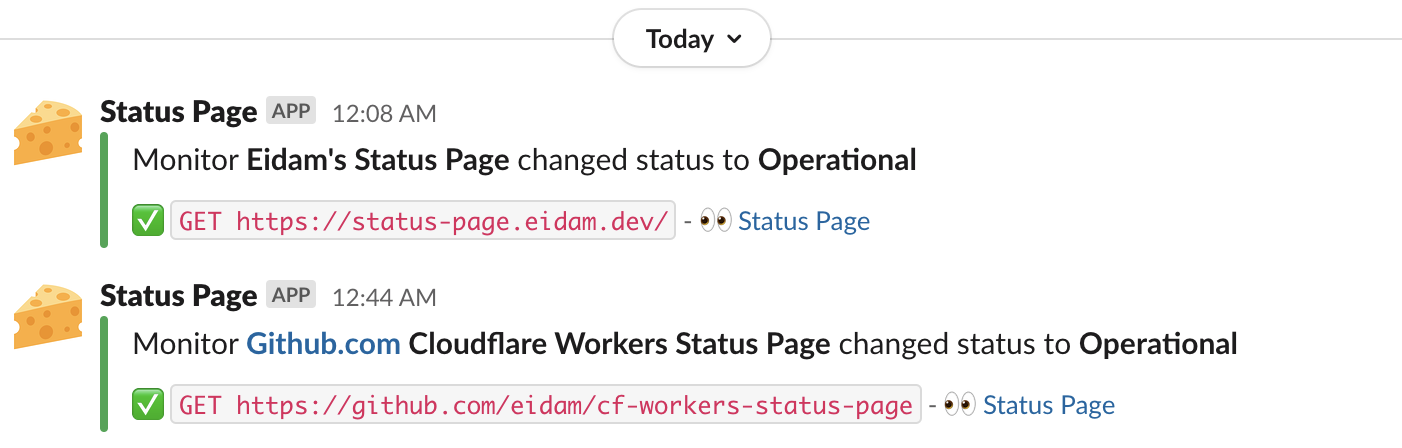 Today
Status Page APP 12:08 AM
Monitor Eidam's Status Page changed status to Operational
✅ GET https://status-page.eidam.dev/ - 👀 Status Page
Status Page APP 12:44 AM
Monitor Github.com Cloudflare Workers Status Page changed status to Operational
✅ GET https://github.com/eidam/cf-workers-status-page - 👀 Status Page